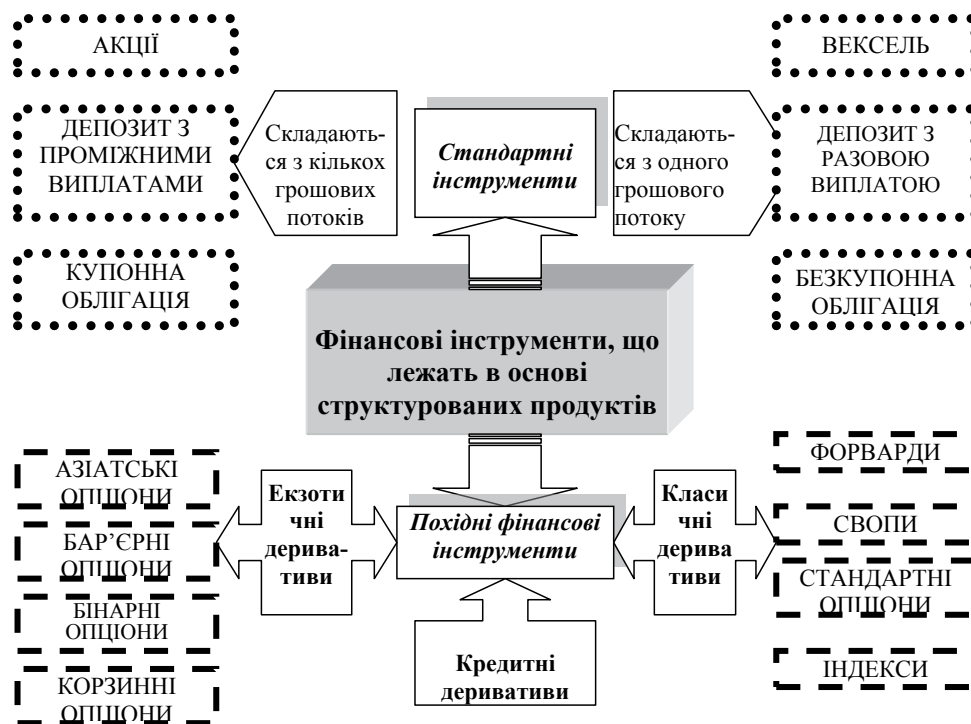 АКЦІЇ
ДЕПОЗИТ З
ПРОМІЖНИМИ
ВИПЛАТАМИ
КУПОННА
ОБЛІГАЦІЯ
Складають-
ся з кількох
грошових
потоків
Стандартні
інструменти
Складають-
ся з одного
грошового
потоку
ВЕКСЕЛЬ
ДЕПОЗИТ З
РАЗОВОЮ
ВИПЛАТОЮ
БЕЗКУПОННА
ОБЛІГАЦІЯ
Фінансові інструменти, що
лежать в основі
структурованих продуктів
АЗІАТСЬКІ
ОПЦІОНИ
БАР’ЄРНІ
ОПЦІОНИ
БІНАРНІ
ОПЦІОНИ
КОРЗИННІ
ОПЦІОНИ
Екзоти
чні
дерива-
тиви
Похідні фінансові
інструменти
Класи
чні
дерива
тиви
ФОРВАРДИ
СВОПИ
СТАНДАРТНІ
ОПЦІОНИ
ІНДЕКСИ
Кредитні
деривативи